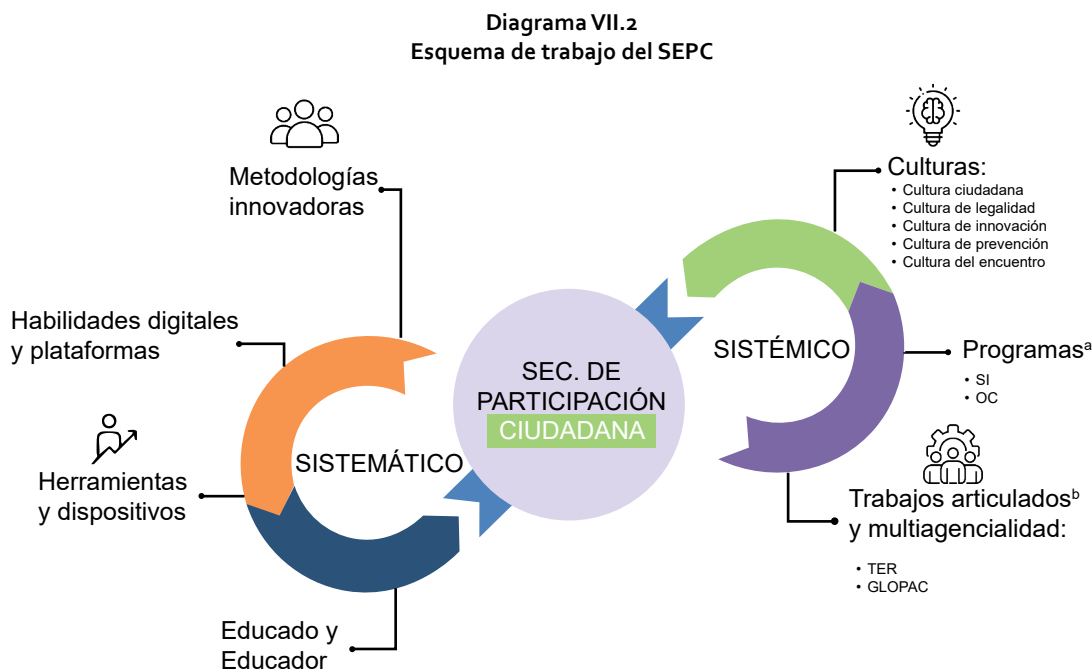 Diagrama VII.2
Esquema de trabajo del SEPC
Metodologías
innovadoras
Habilidades digitales
y plataformas
Herramientas
y dispositivos
Educado y
Educador
SISTEMÁTICO
SEC. DE
PARTICIPACIÓN
CIUDADANA
SISTÉMICO
Culturas:
• Cultura ciudadana
• Cultura de legalidad
• Cultura de innovación
• Cultura de prevención
• Cultura del encuentro
Programasᵃ
• SI
• OC
Trabajos articuladosᵇ
y multiagencialidad:
• TER
• GLOPAC